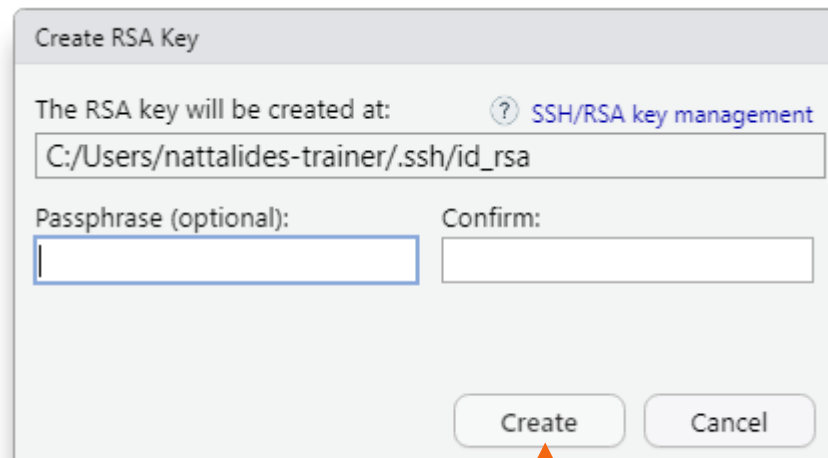 Create RSA Key
The RSA key will be created at:
? SSH/RSA key management
C:/Users/nattalides-trainer/.ssh/id_rsa
Passphrase (optional):
Confirm:
Create
Cancel